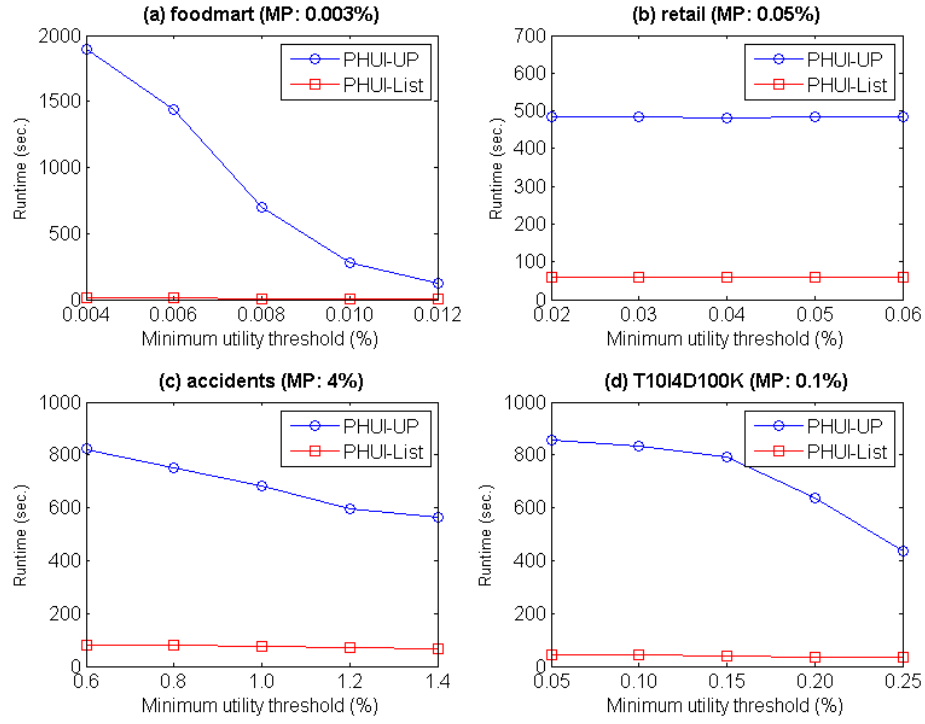 (a) foodmart (MP: 0.003%)
2000
1500
1000
500
0
Runtime (sec.)
PHUI-UP
PHUI-List
0.004 0.006 0.008 0.010 0.012
Minimum utility threshold (%)
(b) retail (MP: 0.05%)
700
600
500
400
300
200
100
0
Runtime (sec.)
PHUI-UP
PHUI-List
0.02 0.03 0.04 0.05 0.06
Minimum utility threshold (%)
(c) accidents (MP: 4%)
1000
800
600
400
200
0
Runtime (sec.)
PHUI-UP
PHUI-List
0.6 0.8 1.0 1.2 1.4
Minimum utility threshold (%)
(d) T10I4D100K (MP: 0.1%)
1000
800
600
400
200
0
Runtime (sec.)
PHUI-UP
PHUI-List
0.05 0.10 0.15 0.20 0.25
Minimum utility threshold (%)